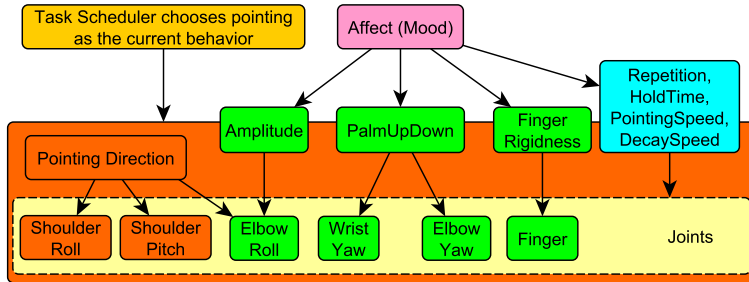 Task Scheduler chooses pointing
as the current behavior
Affect (Mood)
Repetition,
HoldTime,
PointingSpeed,
DecaySpeed
Amplitude
PalmUpDown
Finger
Rigidness
Pointing Direction
Shoulder
Roll
Shoulder
Pitch
Elbow
Roll
Wrist
Yaw
Elbow
Yaw
Finger
Joints